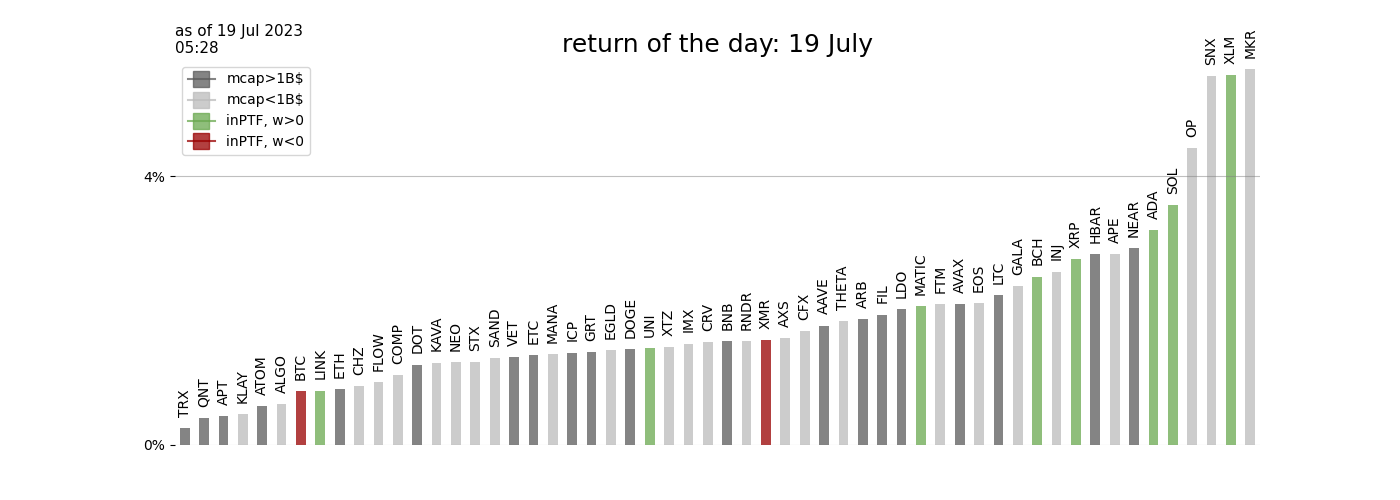 as of 19 Jul 2023
05:28
return of the day: 19 July
mcap>1B$
mcap<1B$
inPTF, w>0
inPTF, w<0
4%
0%
TRX
QNT
APT
KLAY
ATOM
ALGO
BTC
LINK
ETH
CHZ
FLOW
COMP
DOT
KAVA
NEO
STX
SAND
VET
ETC
MANA
ICP
GRT
EGLD
DOGE
UNI
XTZ
IMX
CRV
BNB
RNDR
XMR
AXS
CFX
AAVE
THETA
ARB
FIL
LDO
MATIC
FTM
AVAX
EOS
LTC
GALA
BCH
INJ
XRP
HBAR
APE
NEAR
ADA
SOL
OP
SNX
XLM
MKR